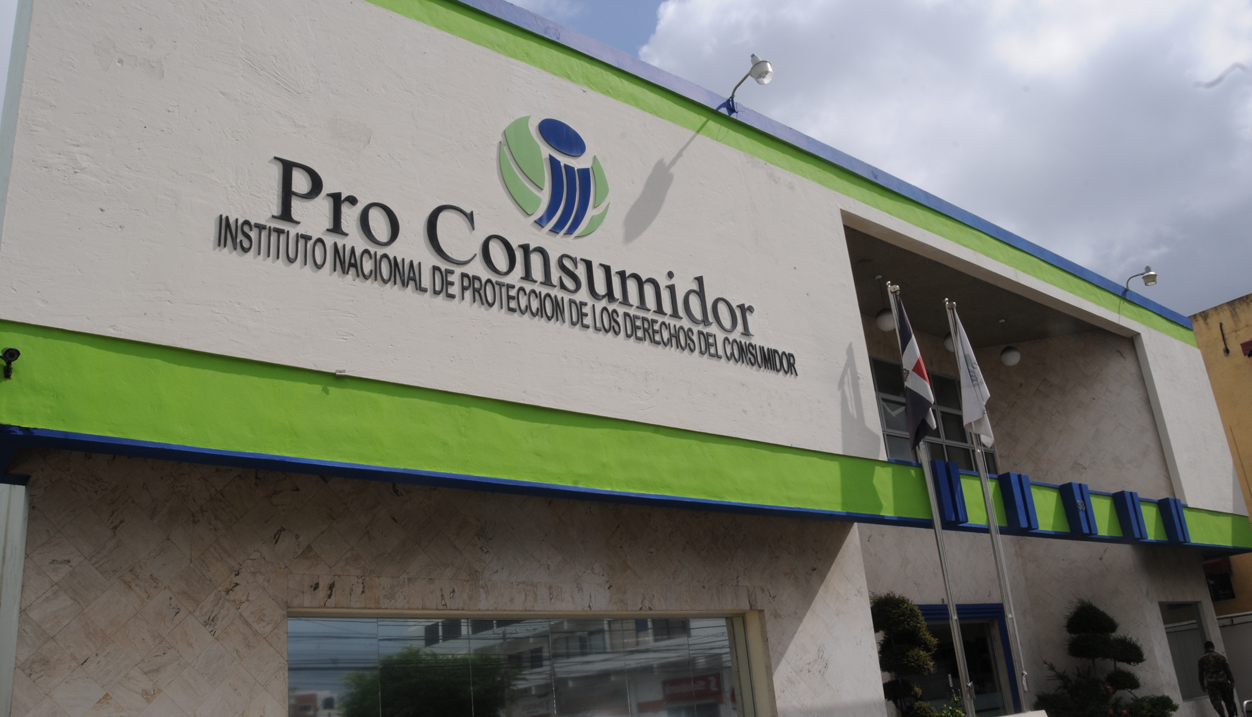 Pro Consumidor
INSTITUTO NACIONAL DE PROTECCION DE LOS DERECHOS DEL CONSUMIDOR